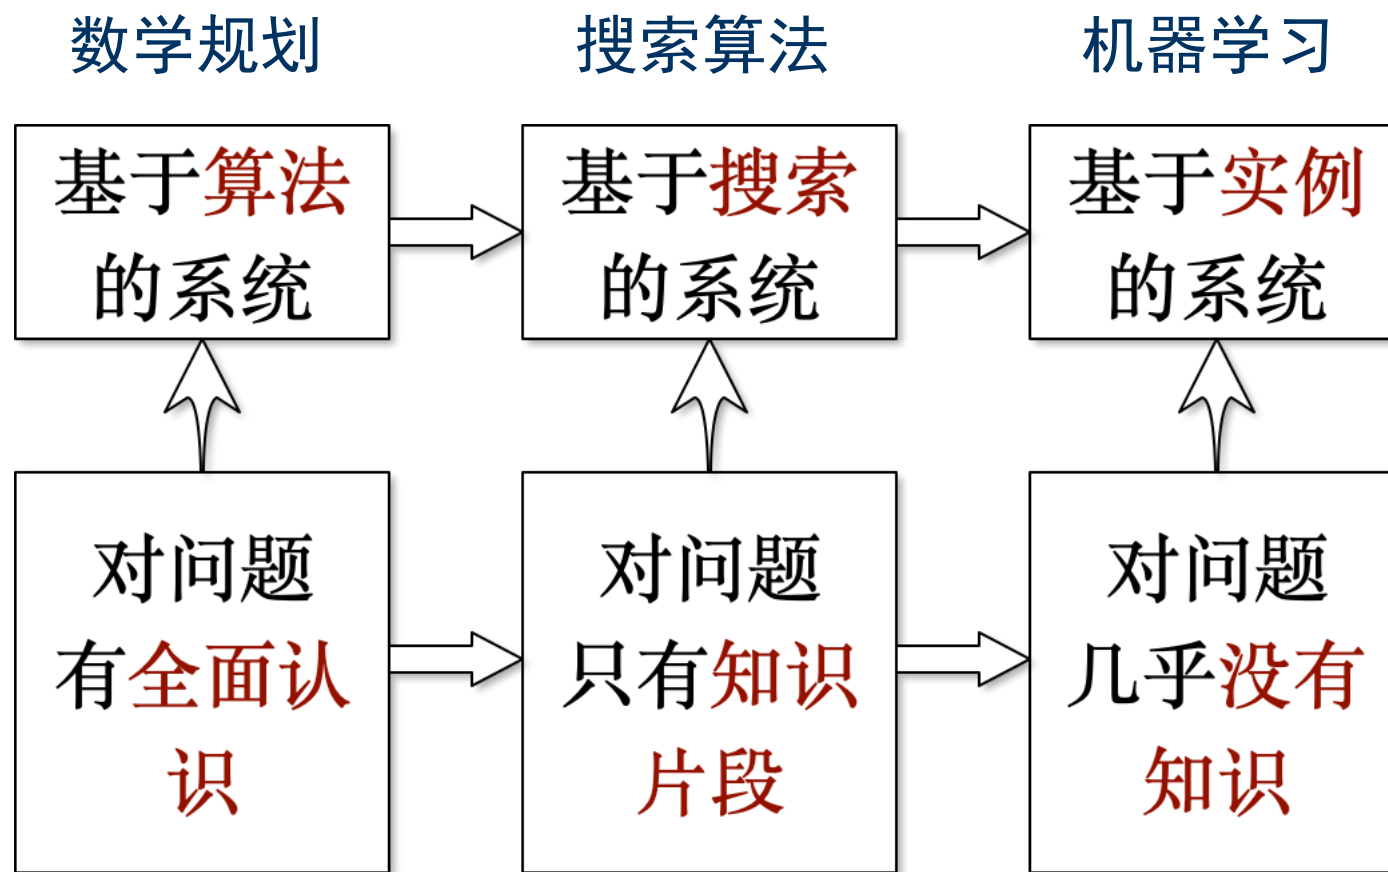 数学规划
搜索算法
机器学习
基于算法
的系统
基于搜索
的系统
基于实例
的系统
对问题
有全面认
识
对问题
只有知识
片段
对问题
几乎没有
知识